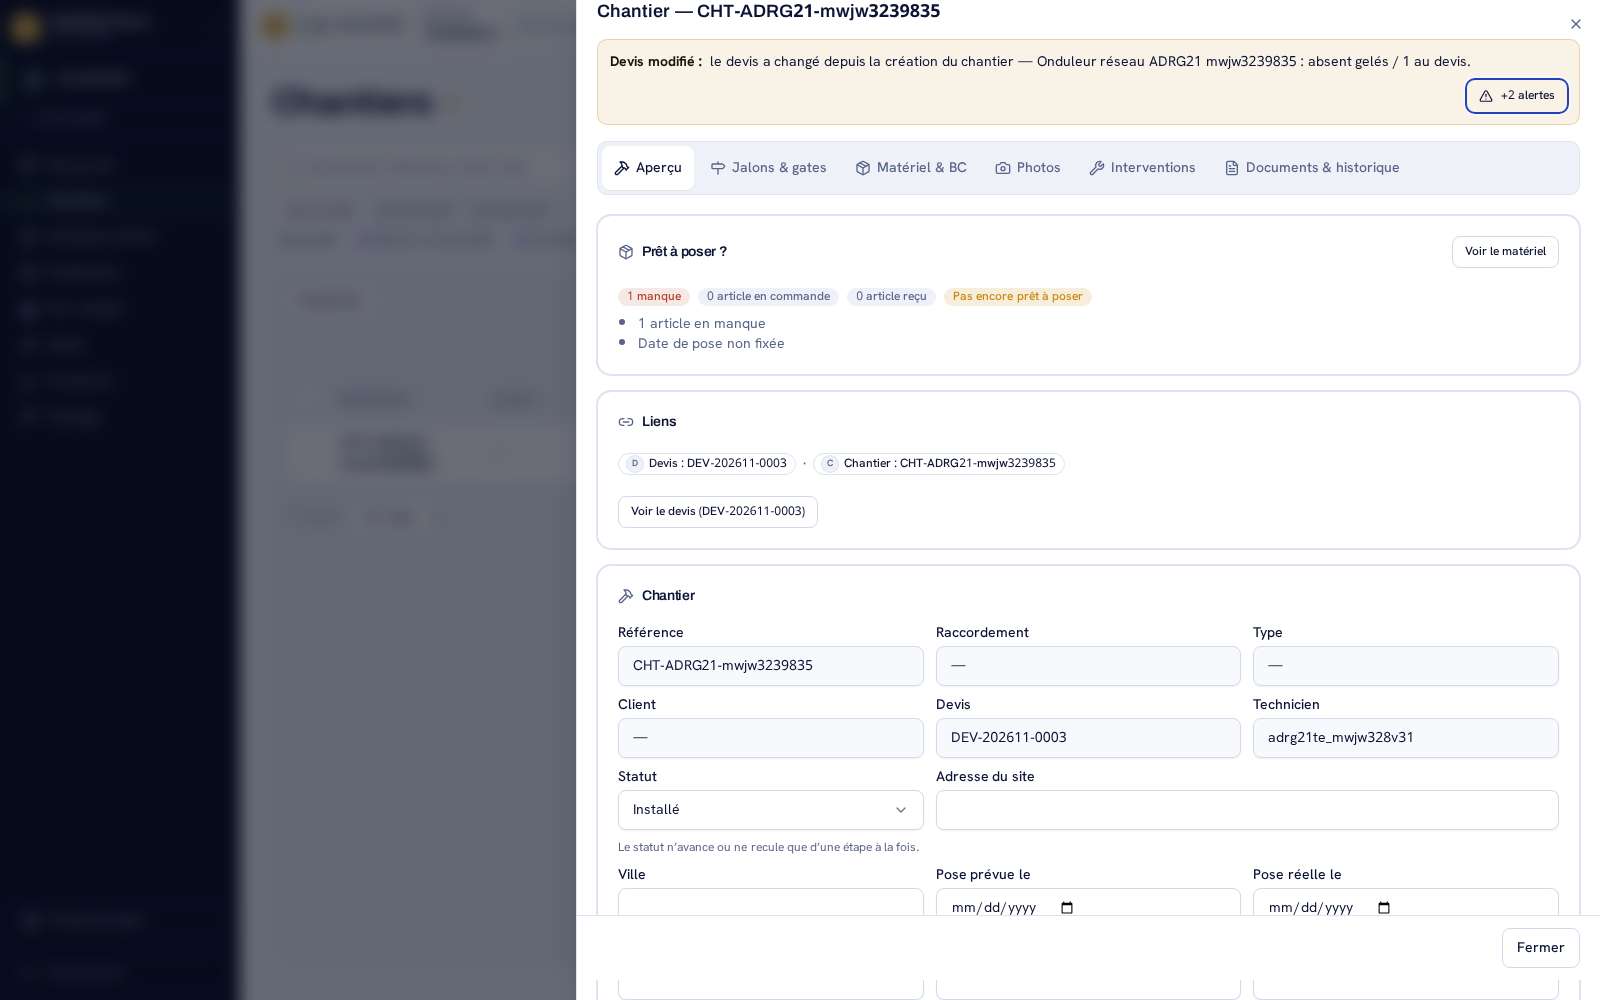 Chantier — CHT-ADRG21-mwjw3239835
Devis modifié : le devis a changé depuis la création du chantier — Onduleur réseau ADRG21 mwjw3239835 : absent gelés / 1 au devis.
+2 alertes
Aperçu Jalons & gates Matériel & BC Photos Interventions Documents & historique
Prêt à poser ? Voir le matériel
1 manque 0 article en commande 0 article reçu Pas encore prêt à poser
1 article en manque
Date de pose non fixée
Liens
D Devis : DEV-202611-0003 · C Chantier : CHT-ADRG21-mwjw3239835
Voir le devis (DEV-202611-0003)
Chantier
Référence Raccordement Type
CHT-ADRG21-mwjw3239835 — —
Client Devis Technicien
— DEV-202611-0003 adrg21te_mwjw328v31
Statut Adresse du site
Installé
Le statut n’avance ou ne recule que d’une étape à la fois.
Ville Pose prévue le Pose réelle le
mm/dd/yyyy mm/dd/yyyy
Fermer
Chantiers